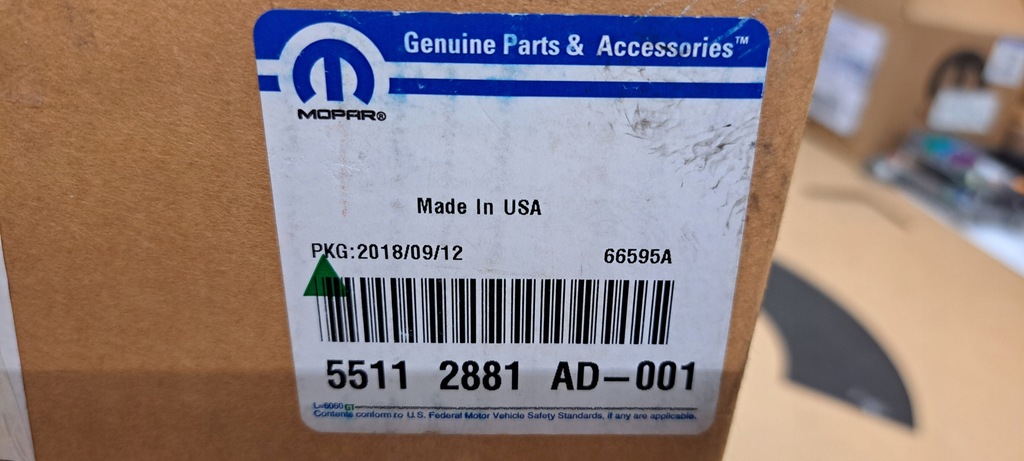 Genuine Parts & Accessories™
MOPAR®
Made In USA
PKG:2018/09/12 66595A
5511 2881 AD-001
L-6060
Contents conform to U.S. Federal Motor Vehicle Safety Standards, if any are applicable.